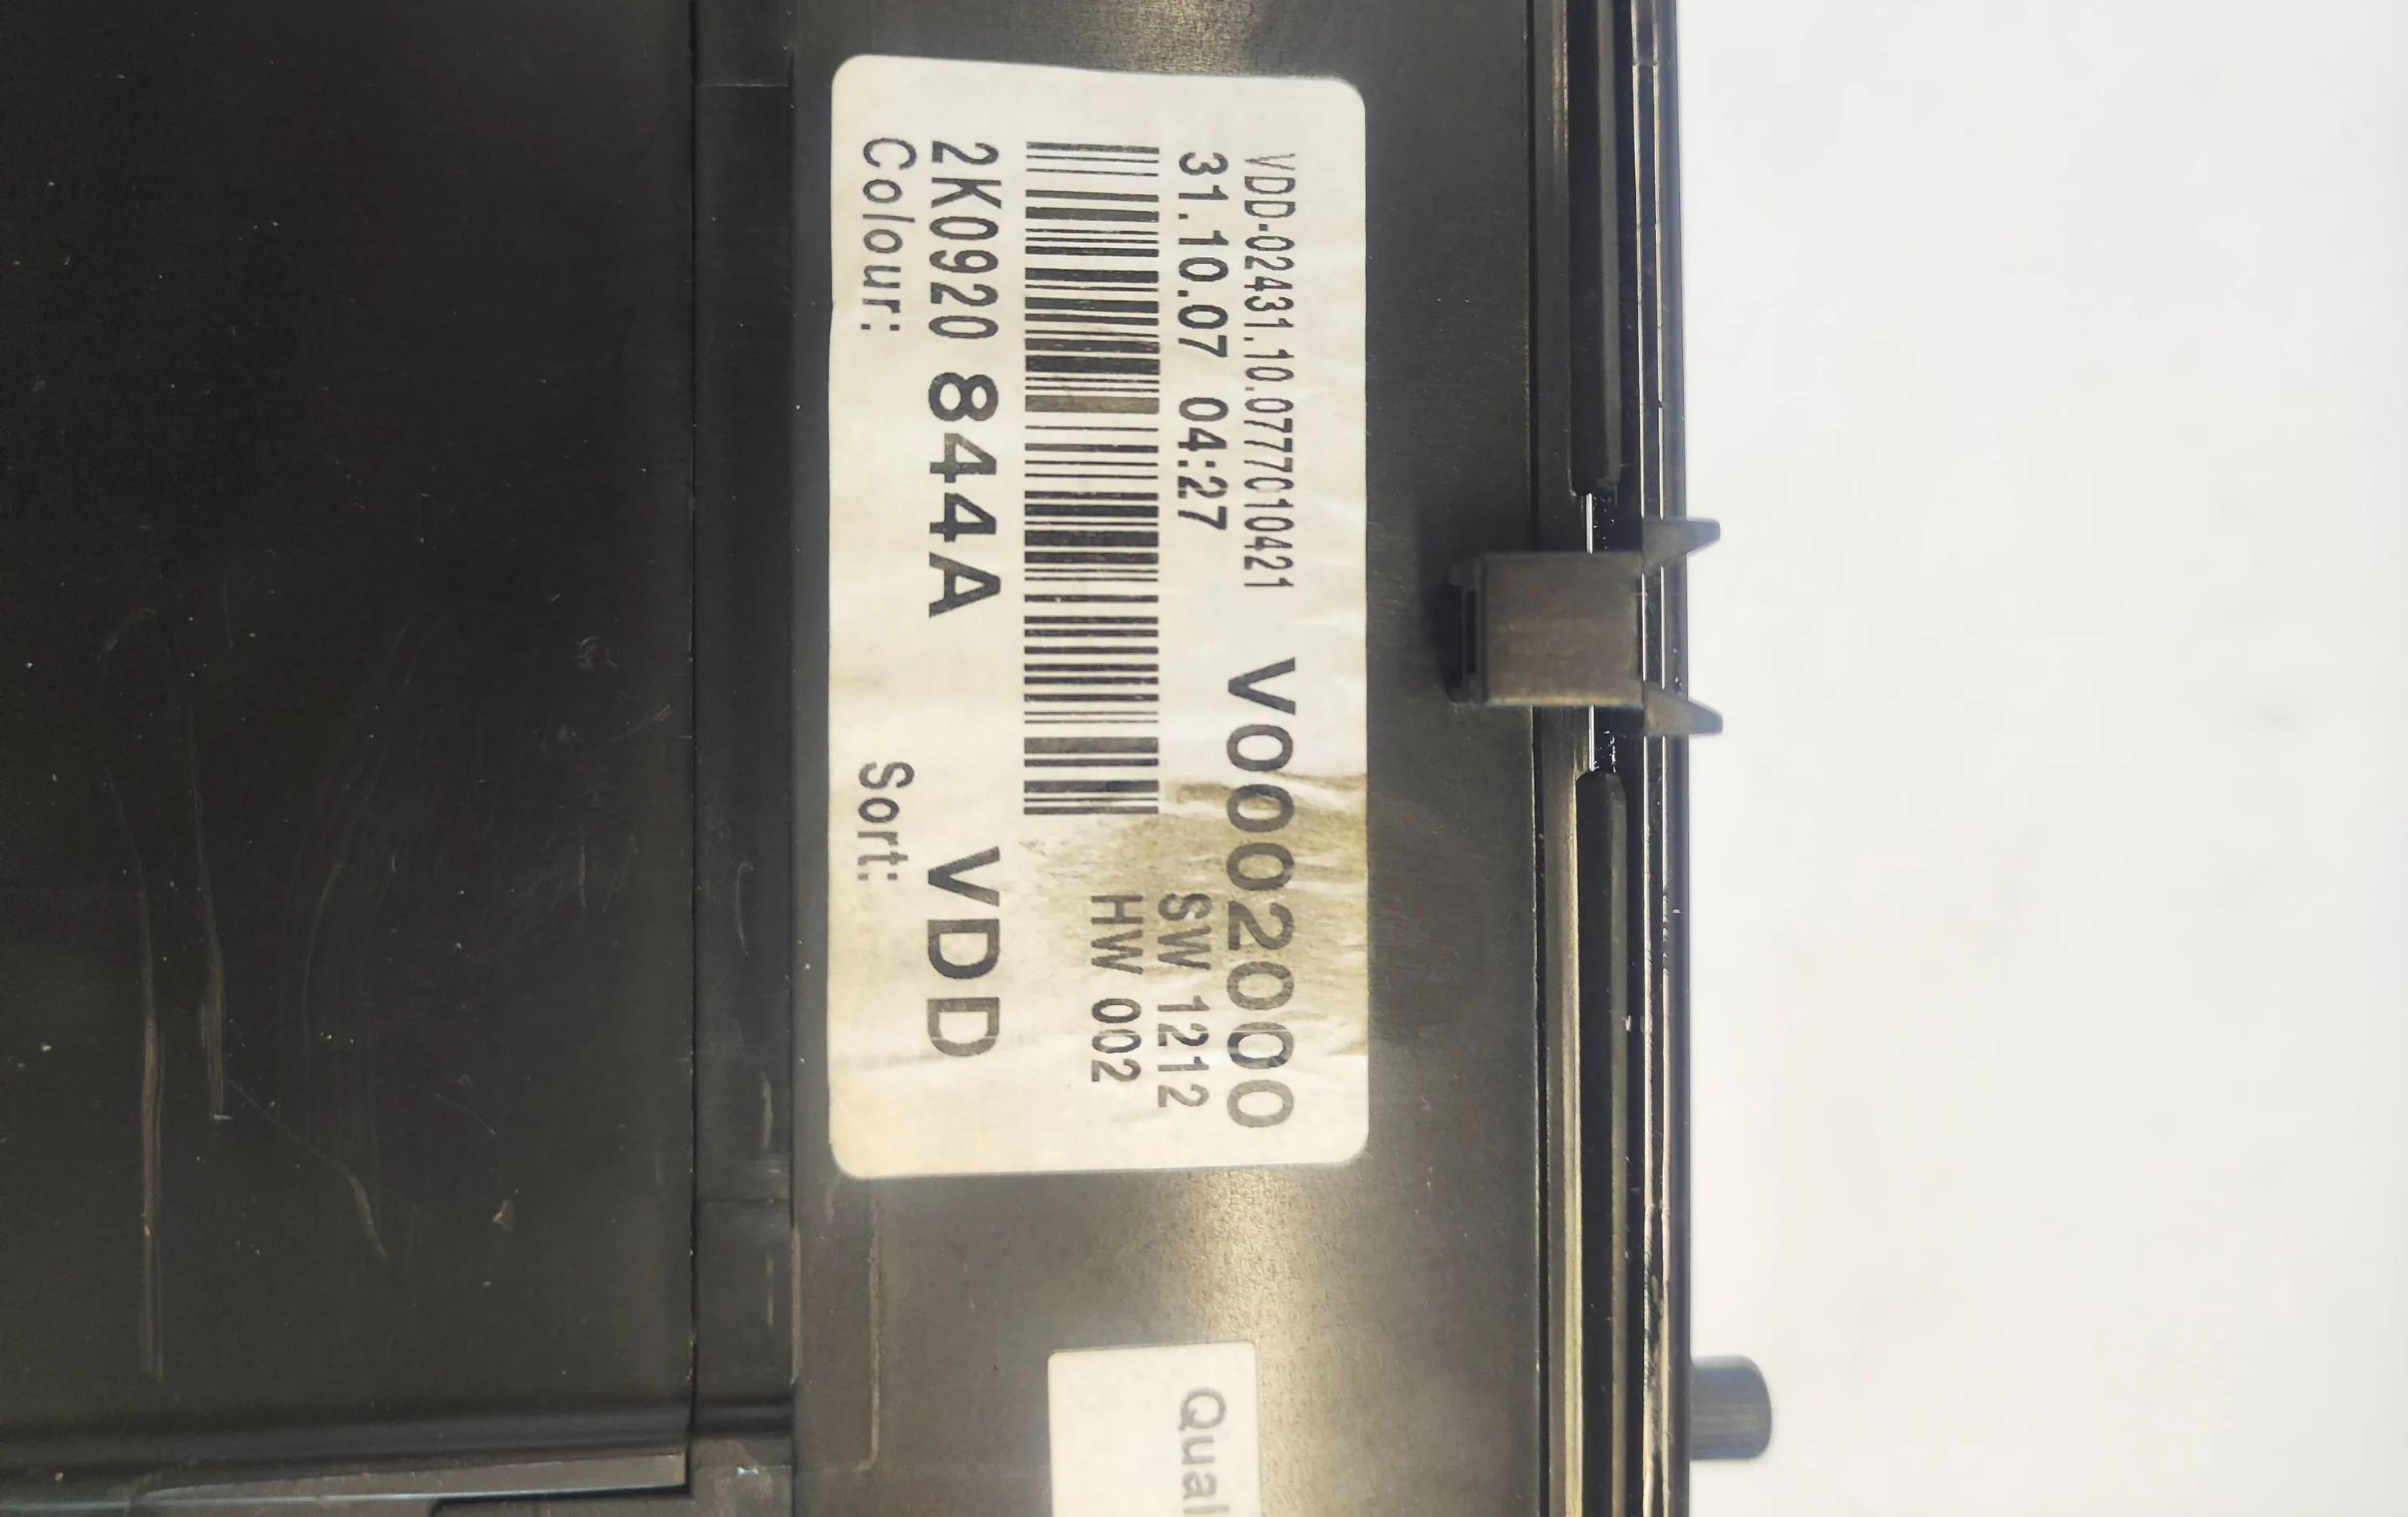 VDD-02431.10.0777010421 V0002000
31.10.07 04:27 SW 1212
HW 002
2K0920 844A VDD
Colour: Sort:
Qual